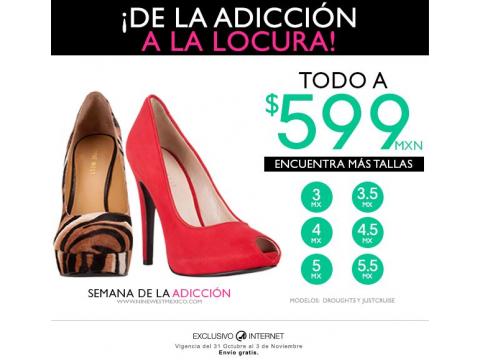 ¡DE LA ADICCIÓN
A LA LOCURA!
TODO A
$599 MXN
ENCUENTRA MÁS TALLAS
3 MX
3.5 MX
4 MX
4.5 MX
5 MX
5.5 MX
SEMANA DE LA ADICCIÓN
WWW.NINEWESTMEXICO.COM
MODELOS: DROUGHT3 Y JUSTCRUISE
EXCLUSIVO INTERNET
Vigencia del 31 Octubre al 3 de Noviembre
Envío gratis.